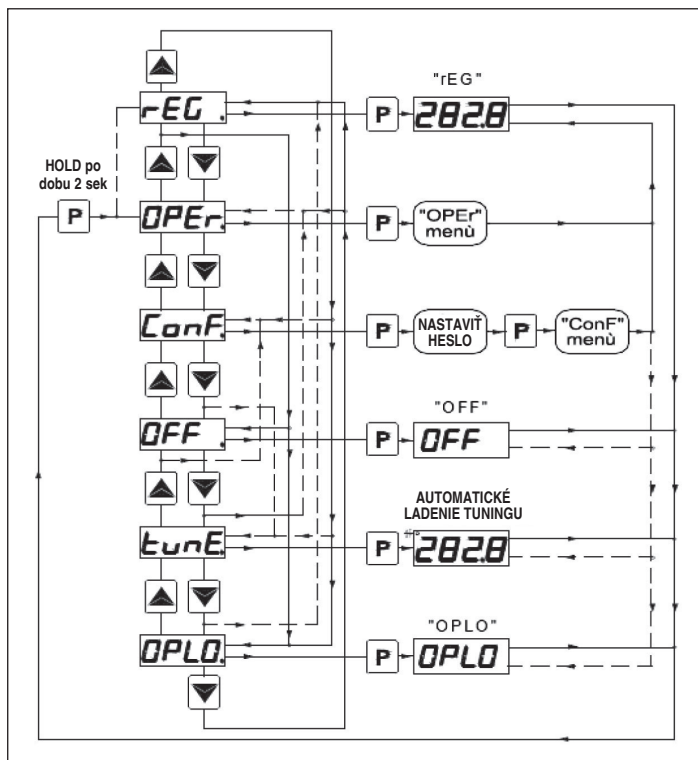 "rEG"
rEG.
P
282.8
HOLD po
dobu 2 sek
P
OPEr.
P
"OPEr"
menù
ConF.
P
NASTAVIŤ
HESLO
P
"ConF"
menù
"OFF"
OFF.
P
OFF
AUTOMATICKÉ
LADENIE TUNINGU
tunE.
P
282.8
"OPLO"
OPLO.
P
OPLO